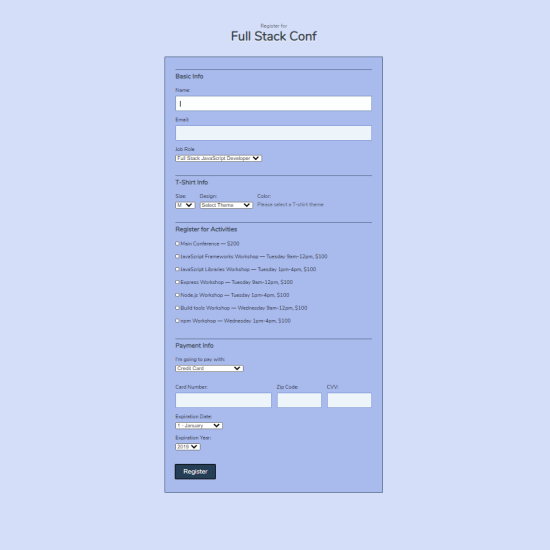 Register for
Full Stack Conf
Basic Info
Name:
Email:
Job Role
Full Stack JavaScript Developer
T-Shirt Info
Size: Design: Color:
M Select Theme Please select a T-shirt theme
Register for Activities
Main Conference — $200
JavaScript Frameworks Workshop — Tuesday 9am-12pm, $100
JavaScript Libraries Workshop — Tuesday 1pm-4pm, $100
Express Workshop — Tuesday 9am-12pm, $100
Node.js Workshop — Tuesday 1pm-4pm, $100
Build tools Workshop — Wednesday 9am-12pm, $100
npm Workshop — Wednesday 1pm-4pm, $100
Payment Info
I'm going to pay with:
Credit Card
Card Number: Zip Code: CVV:
Expiration Date:
1 - January
Expiration Year:
2019
Register